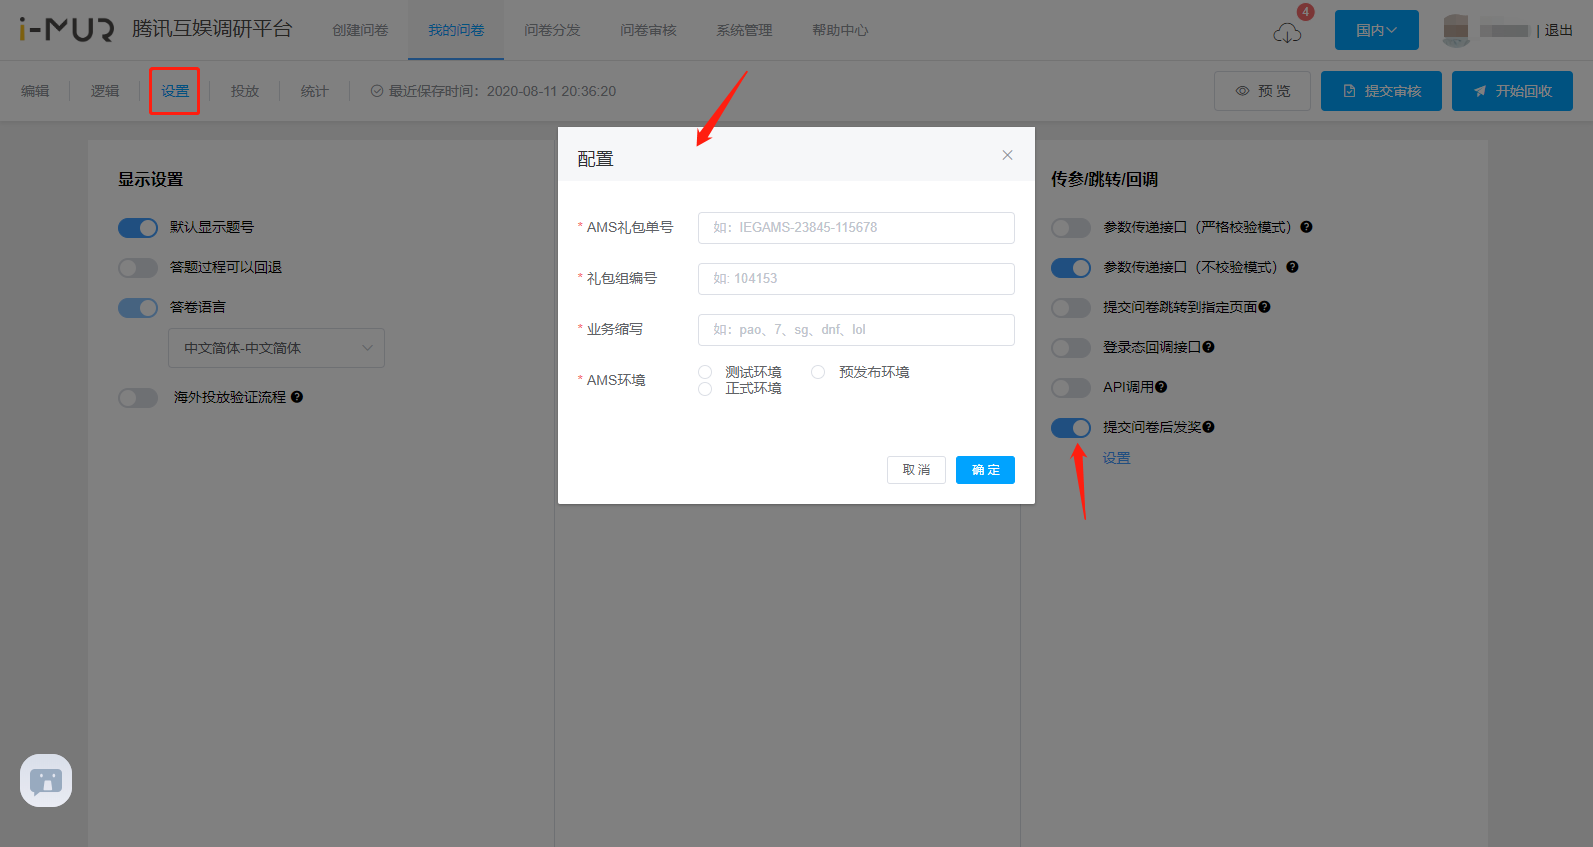 i-MUR 腾讯互娱调研平台 创建问卷 我的问卷 问卷分发 问卷审核 系统管理 帮助中心 4 国内 | 退出
编辑 逻辑 设置 投放 统计 最近保存时间：2020-08-11 20:36:20 预 览 提交审核 开始回收
显示设置
默认显示题号
答题过程可以回退
答卷语言
中文简体-中文简体
海外投放验证流程
配置
* AMS礼包单号 如：IEGAMS-23845-115678
* 礼包组编号 如: 104153
* 业务缩写 如：pao、7、sg、dnf、lol
* AMS环境 测试环境 预发布环境
正式环境
取 消 确 定
传参/跳转/回调
参数传递接口（严格校验模式）
参数传递接口（不校验模式）
提交问卷跳转到指定页面
登录态回调接口
API调用
提交问卷后发奖
设置